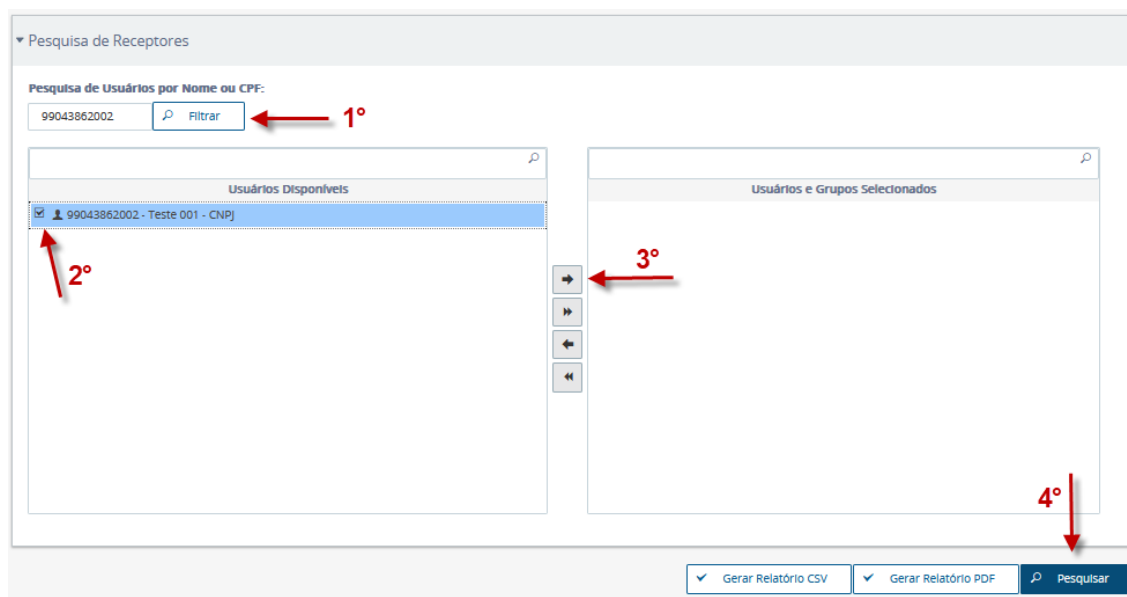 Pesquisa de Receptores
Pesquisa de Usuários por Nome ou CPF:
99043862002 Filtrar 1°
Usuários Disponíveis Usuários e Grupos Selecionados
99043862002 - Teste 001 - CNPJ
2° 3°
4°
Gerar Relatório CSV Gerar Relatório PDF Pesquisar